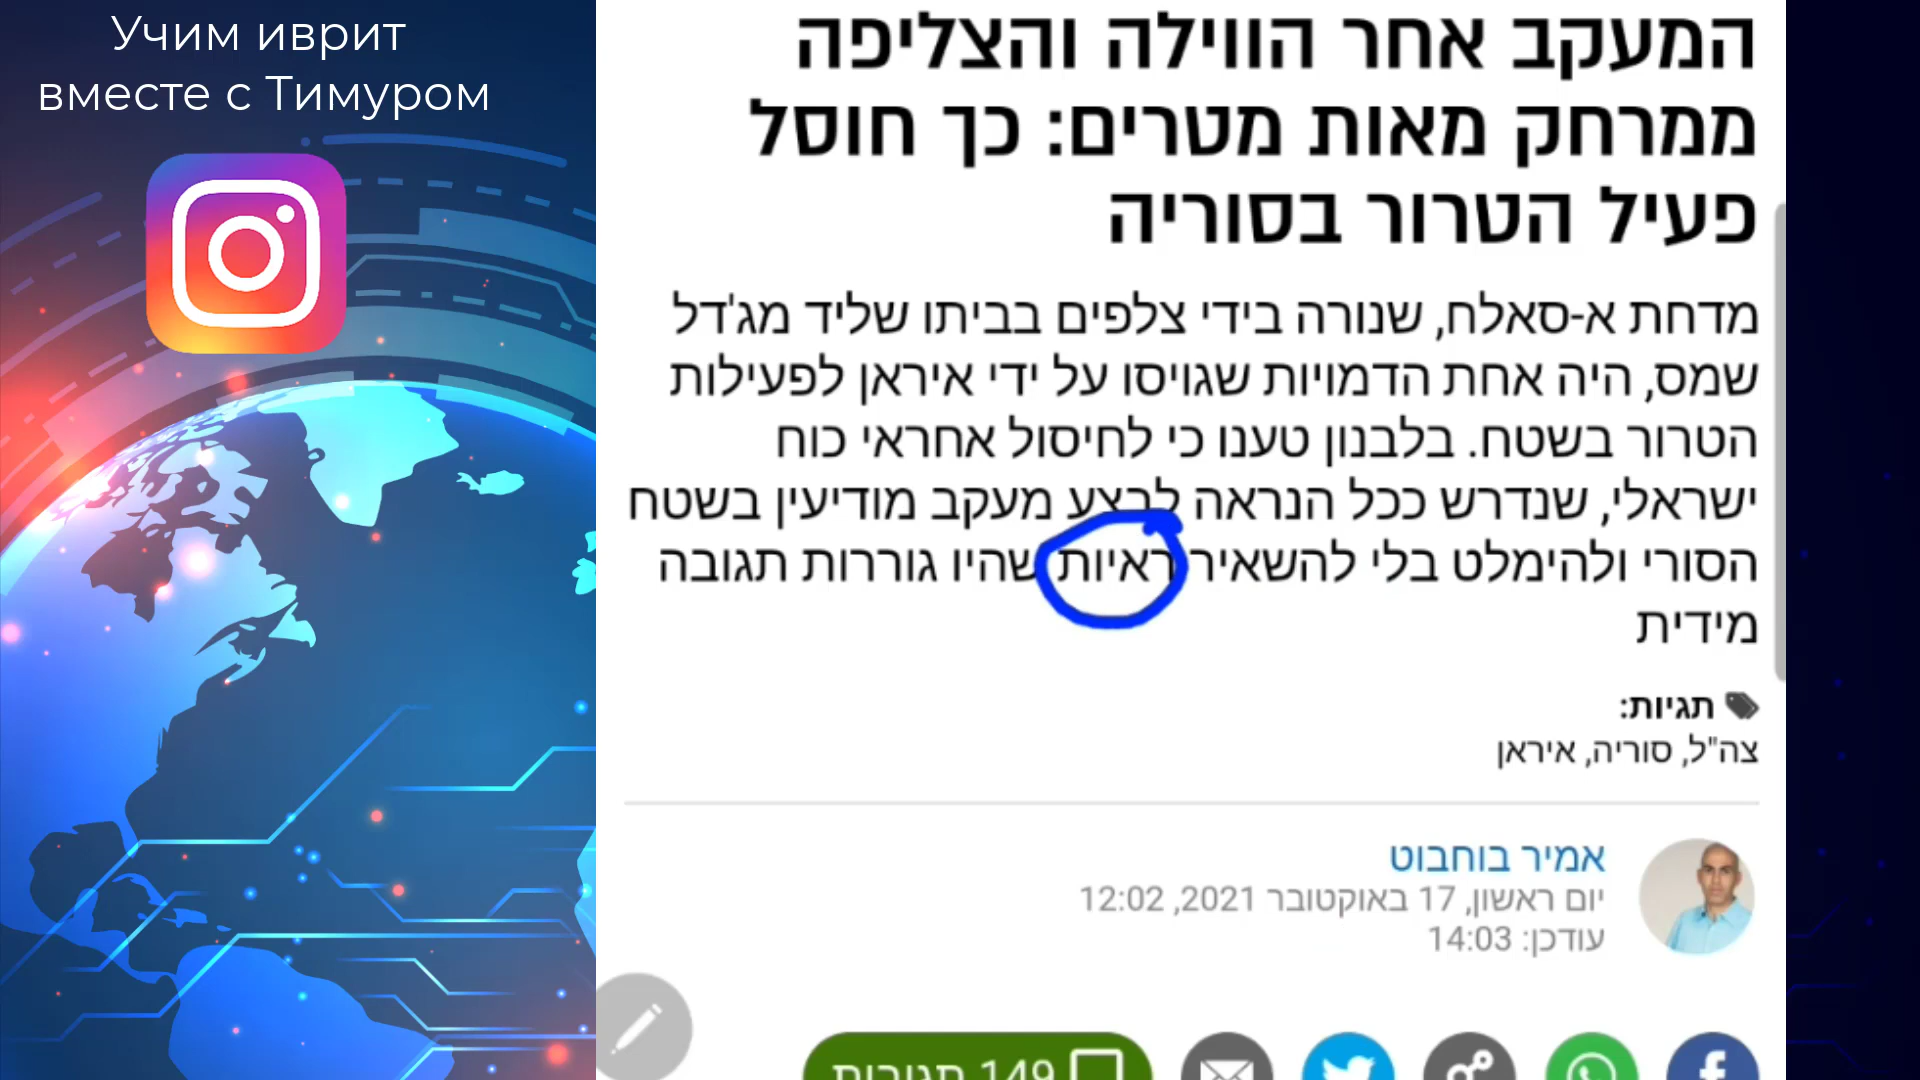 Учим иврит
вместе с Тимуром
המעקב אחר הווילה והצליפה
ממרחק מאות מטרים: כך חוסל
פעיל הטרור בסוריה
מדחת א-סאלח, שנורה בידי צלפים בביתו שליד מג'דל
שמס, היה אחת הדמויות שגויסו על ידי איראן לפעילות
הטרור בשטח. בלבנון טענו כי לחיסול אחראי כוח
ישראלי, שנדרש ככל הנראה לבצע מעקב מודיעין בשטח
הסורי ולהימלט בלי להשאיר ראיות שהיו גוררות תגובה
מידית
תגיות:
צה"ל, סוריה, איראן
אמיר בוחבוט
יום ראשון, 17 באוקטובר 2021, 12:02
עודכן: 14:03
149 תגובות